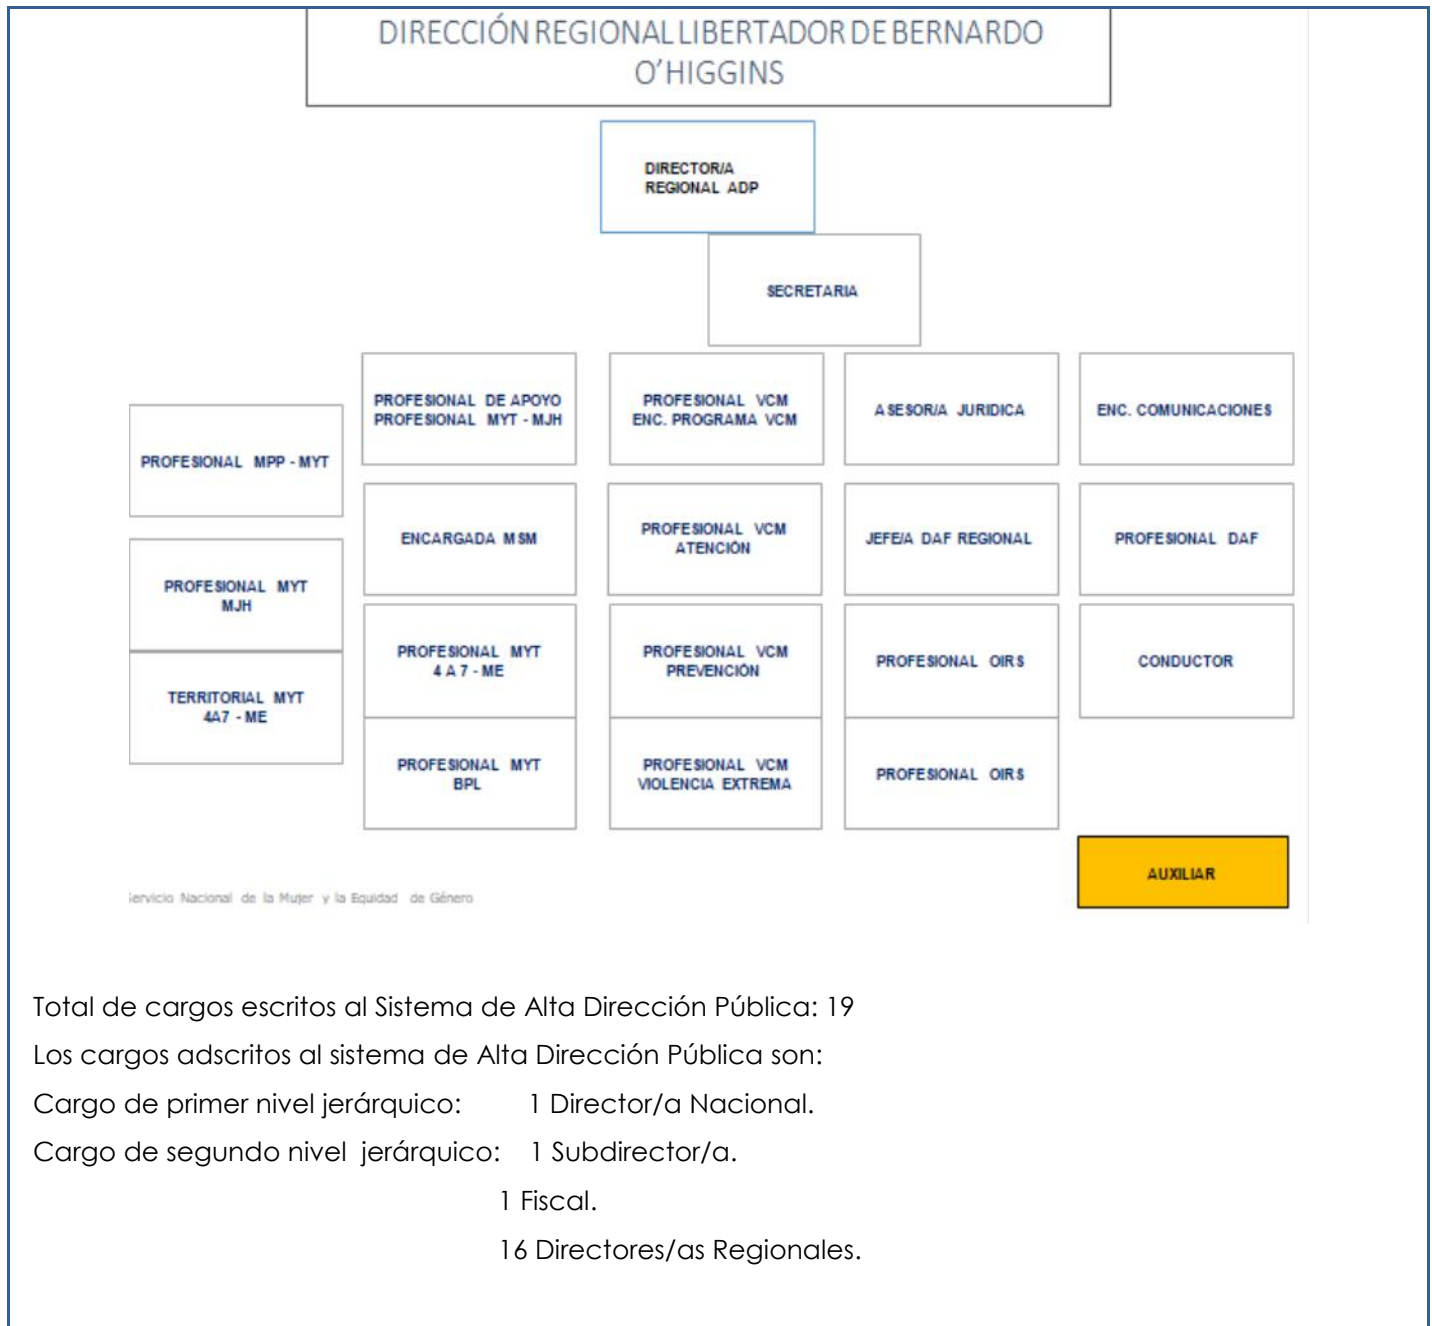 DIRECCIÓN REGIONAL LIBERTADOR DE BERNARDO
O'HIGGINS
DIRECTOR/A
REGIONAL ADP
SECRETARIA
PROFESIONAL MPP - MYT
PROFESIONAL MYT
MJH
TERRITORIAL MYT
4A7 - ME
PROFESIONAL DE APOYO
PROFESIONAL MYT - MJH
ENCARGADA MSM
PROFESIONAL MYT
4 A 7 - ME
PROFESIONAL MYT
BPL
PROFESIONAL VCM
ENC. PROGRAMA VCM
PROFESIONAL VCM
ATENCIÓN
PROFESIONAL VCM
PREVENCIÓN
PROFESIONAL VCM
VIOLENCIA EXTREMA
ASESOR/A JURIDICA
JEFE/A DAF REGIONAL
PROFESIONAL OIRS
PROFESIONAL OIRS
ENC. COMUNICACIONES
PROFESIONAL DAF
CONDUCTOR
AUXILIAR
Servicio Nacional de la Mujer y la Equidad de Género
Total de cargos escritos al Sistema de Alta Dirección Pública: 19
Los cargos adscritos al sistema de Alta Dirección Pública son:
Cargo de primer nivel jerárquico: 1 Director/a Nacional.
Cargo de segundo nivel jerárquico: 1 Subdirector/a.
1 Fiscal.
16 Directores/as Regionales.